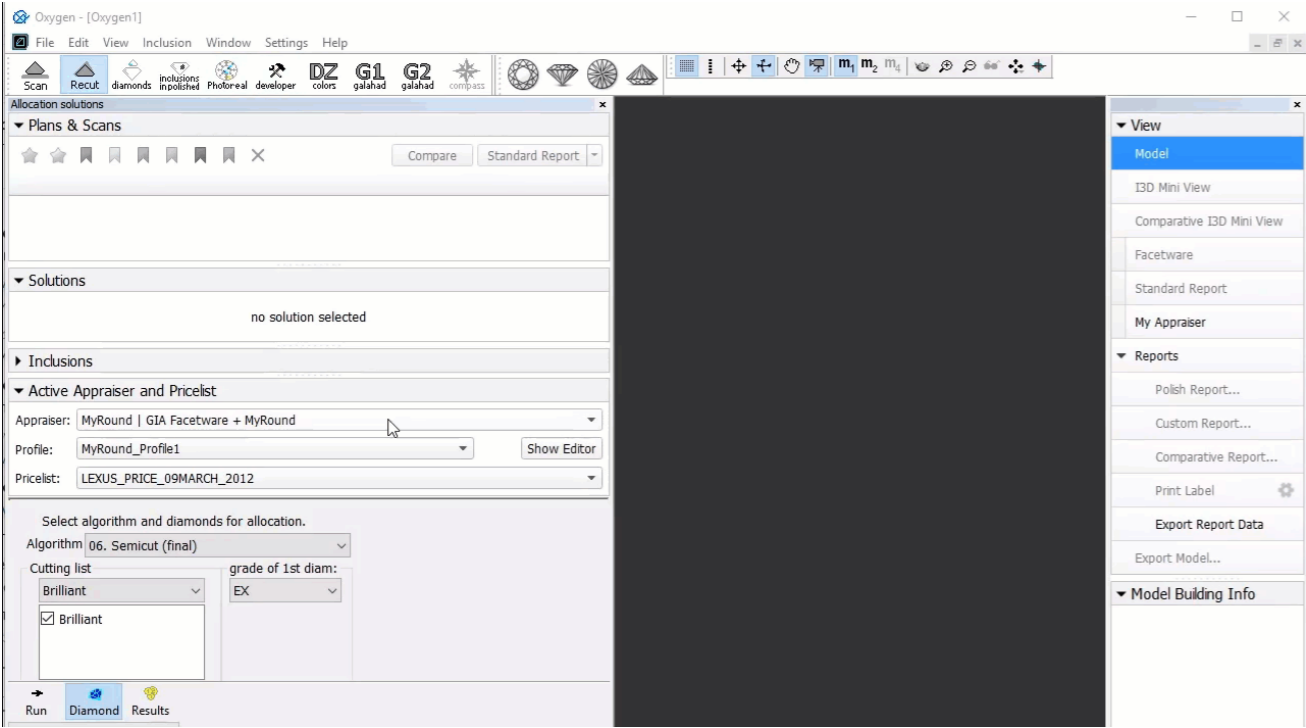 Oxygen - [Oxygen1]
File Edit View Inclusion Window Settings Help
Scan Recut diamonds inclusions inpolished Photoreal developer DZ colors G1 galahad G2 galahad compass m1 m2 m4
Allocation solutions
Plans & Scans
Compare Standard Report
Solutions
no solution selected
Inclusions
Active Appraiser and Pricelist
Appraiser: MyRound | GIA Facetware + MyRound
Profile: MyRound_Profile1 Show Editor
Pricelist: LEXUS_PRICE_09MARCH_2012
Select algorithm and diamonds for allocation.
Algorithm 06. Semicut (final)
Cutting list grade of 1st diam:
Brilliant EX
Brilliant
Run Diamond Results
View
Model
I3D Mini View
Comparative I3D Mini View
Facetware
Standard Report
My Appraiser
Reports
Polish Report...
Custom Report...
Comparative Report...
Print Label
Export Report Data
Export Model...
Model Building Info